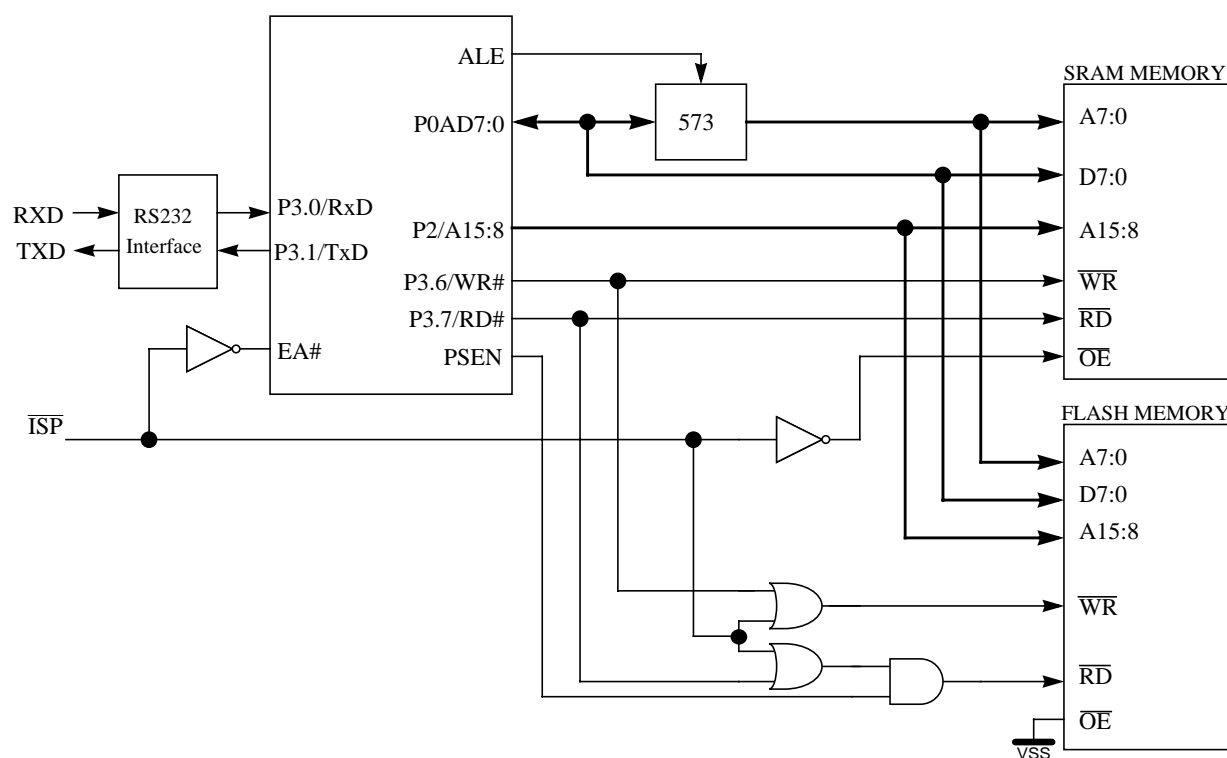 ALE
P0AD7:0
P3.0/RxD
P3.1/TxD
P2/A15:8
P3.6/WR#
P3.7/RD#
EA#
PSEN
RXD
TXD
RS232
Interface
ISP
573
SRAM MEMORY
A7:0
D7:0
A15:8
WR
RD
OE
FLASH MEMORY
A7:0
D7:0
A15:8
WR
RD
OE
VSS